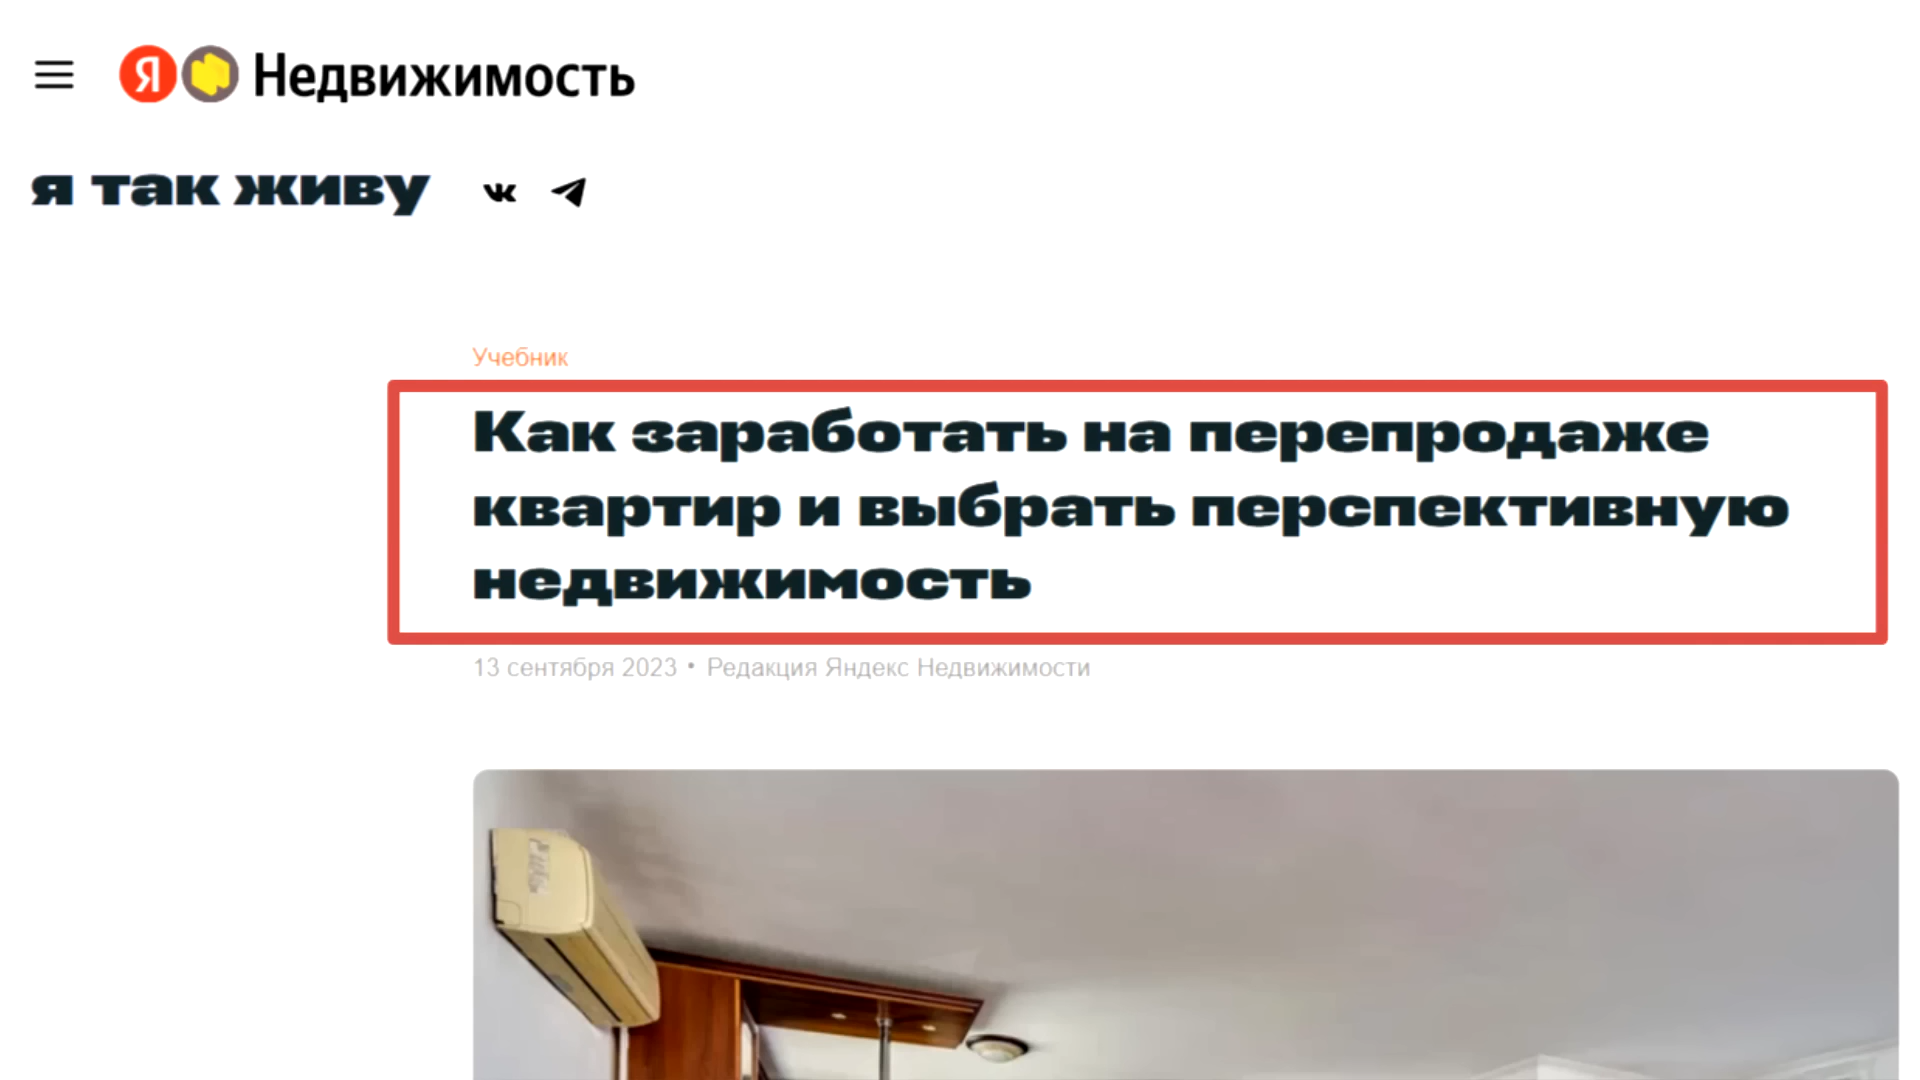 Я Недвижимость
я так живу
Учебник
Как заработать на перепродаже
квартир и выбрать перспективную
недвижимость
13 сентября 2023 • Редакция Яндекс Недвижимости